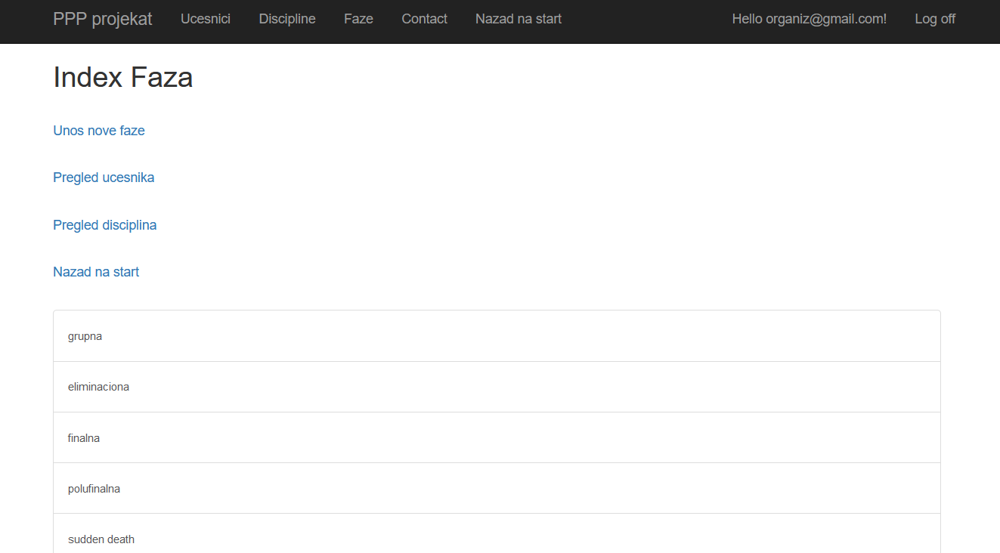 PPP projekat Ucesnici Discipline Faze Contact Nazad na start Hello organiz@gmail.com! Log off
Index Faza
Unos nove faze
Pregled ucesnika
Pregled disciplina
Nazad na start
grupna
eliminaciona
finalna
polufinalna
sudden death